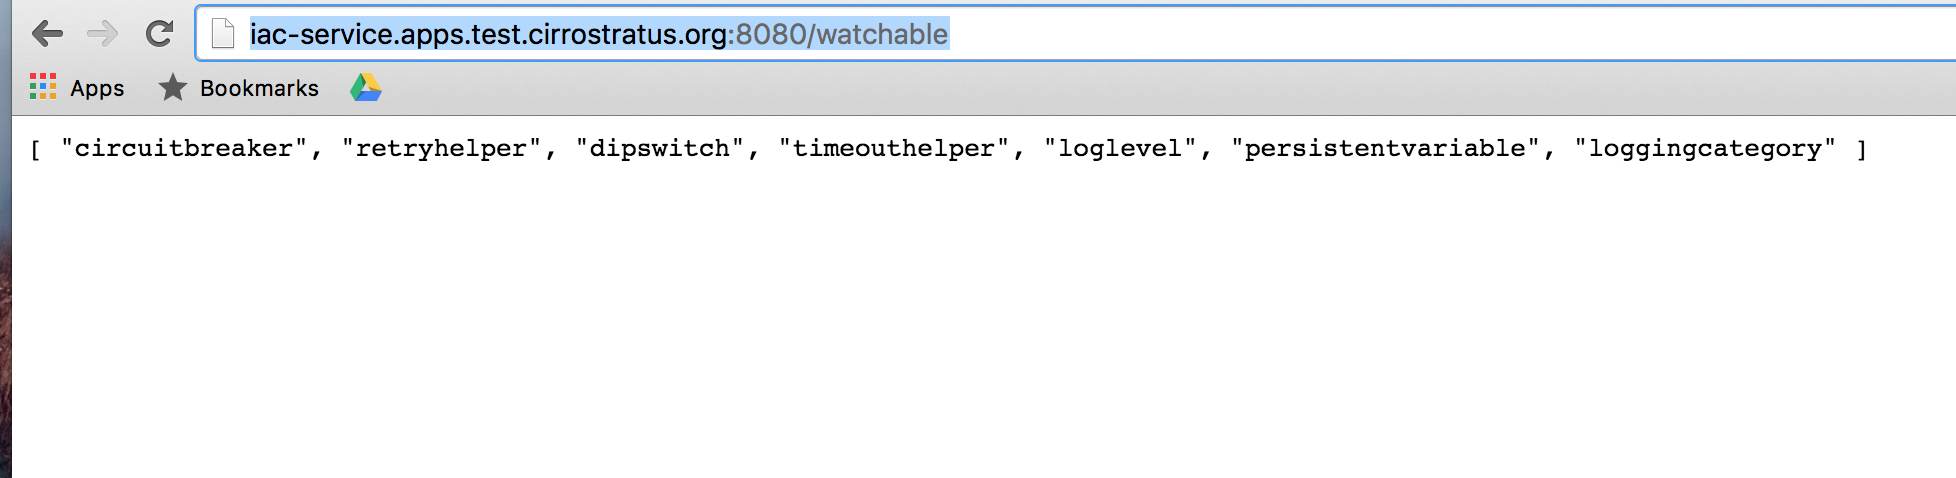 iac-service.apps.test.cirrostratus.org:8080/watchable
Apps Bookmarks
[ "circuitbreaker", "retryhelper", "dipswitch", "timeouthelper", "loglevel", "persistentvariable", "loggingcategory" ]